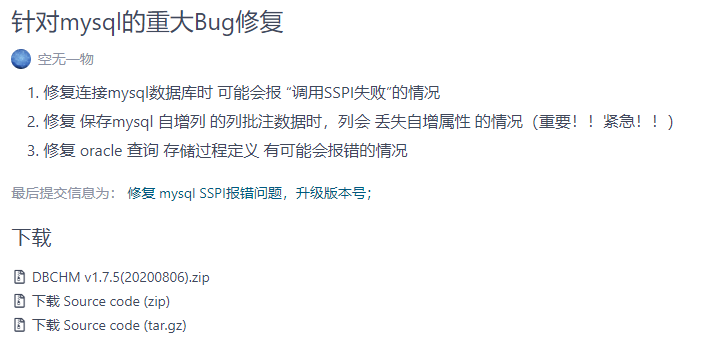 针对mysql的重大Bug修复
空无一物
1. 修复连接mysql数据库时 可能会报 “调用SSPI失败”的情况
2. 修复 保存mysql 自增列 的列批注数据时，列会 丢失自增属性 的情况（重要！！紧急！！）
3. 修复 oracle 查询 存储过程定义 有可能会报错的情况
最后提交信息为： 修复 mysql SSPI报错问题，升级版本号；
下载
DBCHM v1.7.5(20200806).zip
下载 Source code (zip)
下载 Source code (tar.gz)